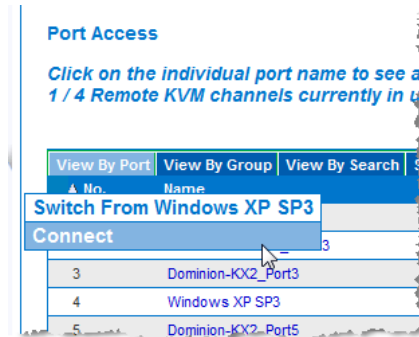 Port Access
Click on the individual port name to see a
1 / 4 Remote KVM channels currently in u
View By Port View By Group View By Search S
No. Name
Switch From Windows XP SP3
Connect
_ 3
3 Dominion-KX2_Port3
4 Windows XP SP3
5 Dominion-KX2_Port5